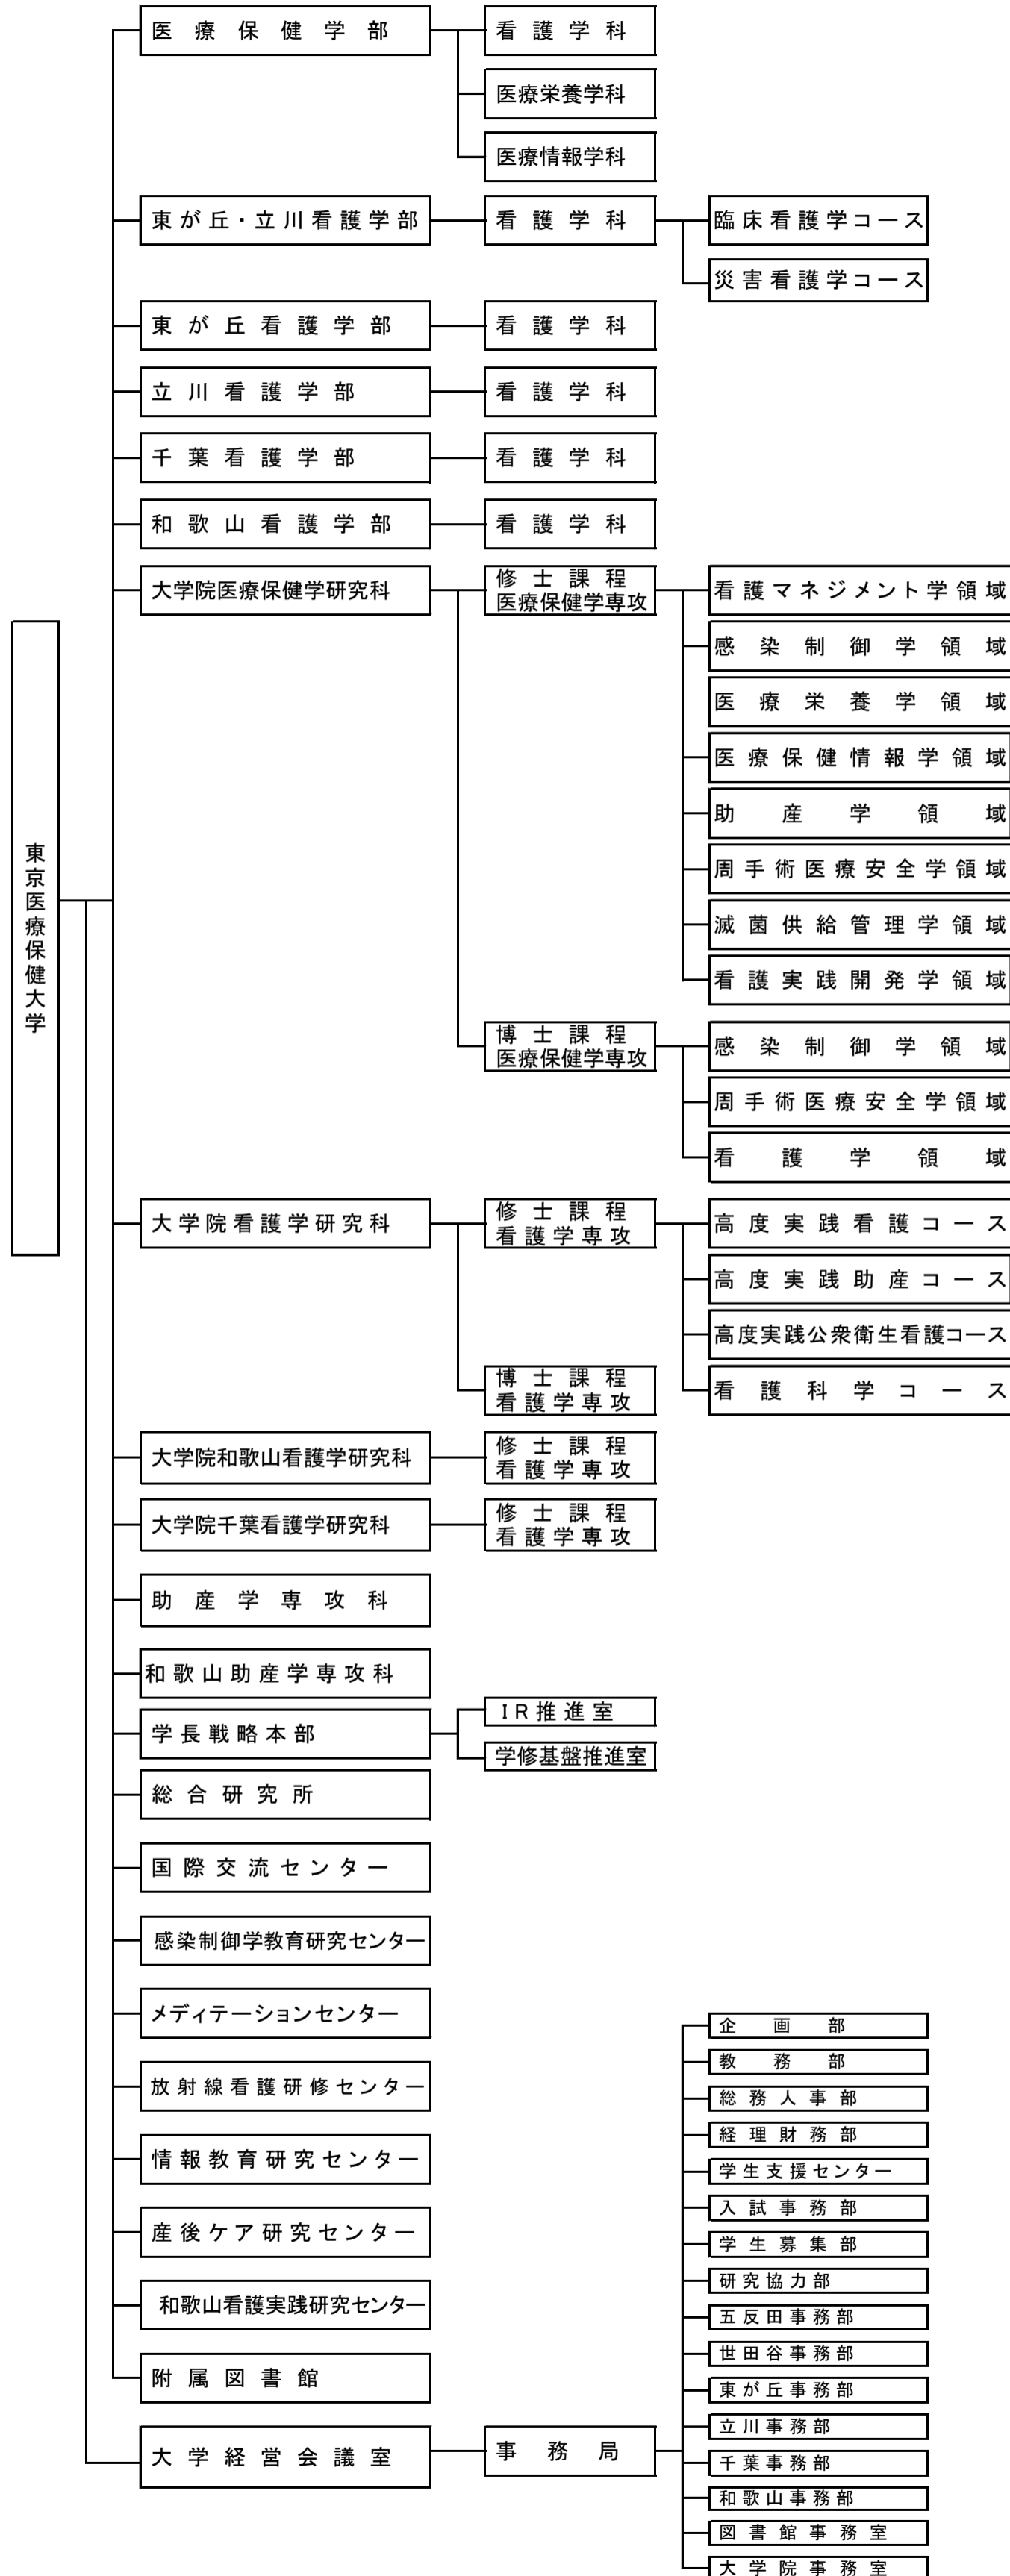 東京医療保健大学
医療保健学部
看護学科
医療栄養学科
医療情報学科
東が丘・立川看護学部
看護学科
臨床看護学コース
災害看護学コース
東が丘看護学部
看護学科
立川看護学部
看護学科
千葉看護学部
看護学科
和歌山看護学部
看護学科
大学院医療保健学研究科
修士課程
医療保健学専攻
看護マネジメント学領域
感染制御学領域
医療栄養学領域
医療保健情報学領域
助産学領域
周手術医療安全学領域
滅菌供給管理学領域
看護実践開発学領域
博士課程
医療保健学専攻
感染制御学領域
周手術医療安全学領域
看護学領域
大学院看護学研究科
修士課程
看護学専攻
高度実践看護コース
高度実践助産コース
高度実践公衆衛生看護コース
看護科学コース
博士課程
看護学専攻
大学院和歌山看護学研究科
修士課程
看護学専攻
大学院千葉看護学研究科
修士課程
看護学専攻
助産学専攻科
和歌山助産学専攻科
学長戦略本部
IR推進室
学修基盤推進室
総合研究所
国際交流センター
感染制御学教育研究センター
メディテーションセンター
放射線看護研修センター
情報教育研究センター
産後ケア研究センター
和歌山看護実践研究センター
附属図書館
大学経営会議室
事務局
企画部
教務部
総務人事部
経理財務部
学生支援センター
入試事務部
学生募集部
研究協力部
五反田事務部
世田谷事務部
東が丘事務部
立川事務部
千葉事務部
和歌山事務部
図書館事務室
大学院事務室